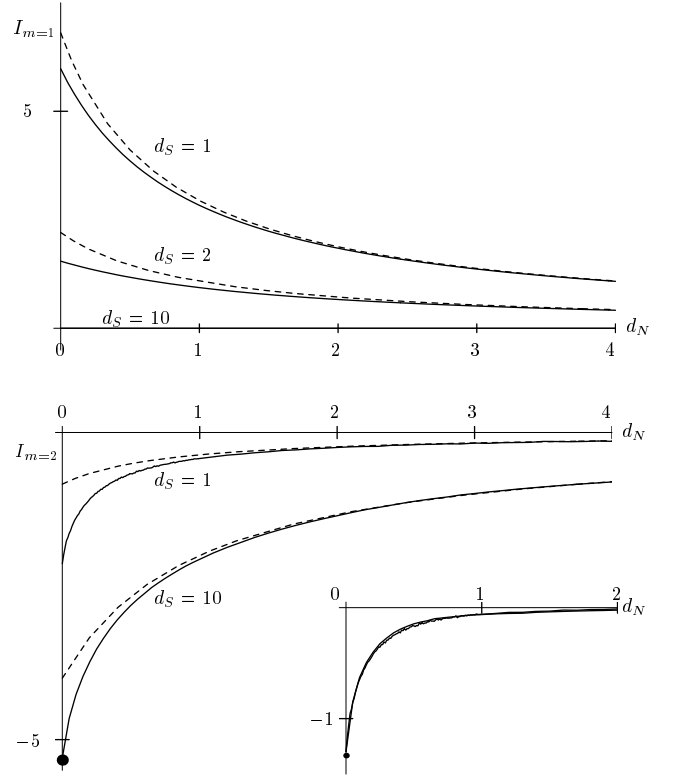 I_{m=1}
5
d_S = 1
d_S = 2
d_S = 10
d_N
0 1 2 3 4
0 1 2 3 4
d_N
I_{m=2}
d_S = 1
d_S = 10
0 1 2
d_N
−1
−5